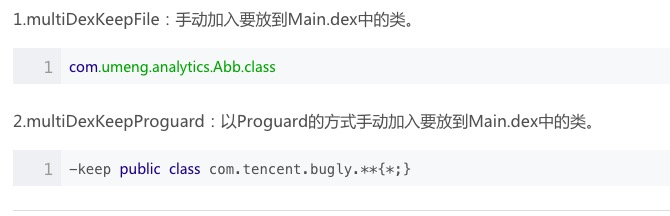 1.multiDexKeepFile：手动加入要放到Main.dex中的类。
1 com.umeng.analytics.Abb.class
2.multiDexKeepProguard：以Proguard的方式手动加入要放到Main.dex中的类。
1 -keep public class com.tencent.bugly.**{*;}